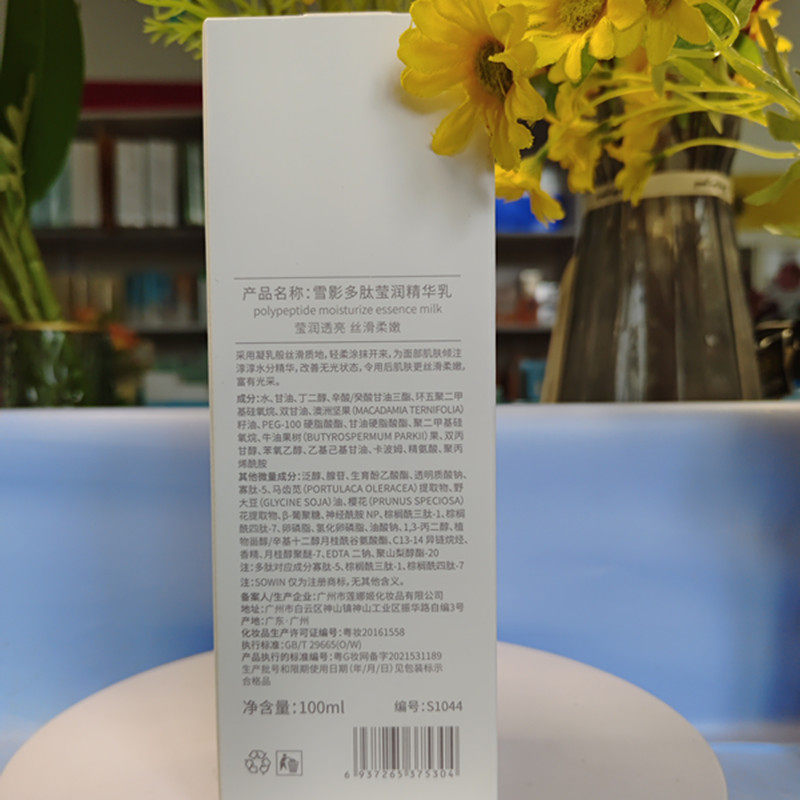 产品名称:雪影多肽莹润精华乳
polypeptide moisturize essence milk
莹润透亮 丝滑柔嫩
采用凝乳般丝滑质地,轻柔涂抹开来,为面部肌肤倾注
淳淳水分精华,改善无光状态,令用后肌肤更丝滑柔嫩,
富有光采。
成分:水、甘油、丁二醇、辛酸/癸酸甘油三酯、环五聚二甲
基硅氧烷、双甘油、澳洲坚果(MACADAMIA TERNIFOLIA)
籽油、PEG-100 硬脂酸酯、甘油硬脂酸酯、聚二甲基硅
氧烷、牛油果树(BUTYROSPERMUM PARKII)果、双丙
甘醇、苯氧乙醇、乙基己基甘油、卡波姆、精氨酸、聚丙
烯酰胺
其他微量成分:泛醇、腺苷、生育酚乙酸酯、透明质酸钠、
寡肽-5、马齿苋(PORTULACA OLERACEA)提取物、野
大豆(GLYCINE SOJA)油、樱花(PRUNUS SPECIOSA)
花提取物、β-葡聚糖、神经酰胺 NP、棕榈酰三肽-1、棕榈
酰四肽-7、卵磷脂、氢化卵磷脂、油酸钠、1,3-丙二醇、植
物甾醇/辛基十二醇月桂酰谷氨酸酯、C13-14 异链烷烃、
香精、月桂醇聚醚-7、EDTA 二钠、聚山梨醇酯-20
注:多肽对应成分寡肽-5、棕榈酰三肽-1、棕榈酰四肽-7
注:SOWIN 仅为注册商标,无其他含义。
备案人/生产企业:广州市莲娜姬化妆品有限公司
地址:广州市白云区神山镇神山工业区振华路自编3号
产地:广东·广州
化妆品生产许可证编号:粤妆20161558
执行标准:GB/T 29665(O/W)
产品执行的标准编号:粤G妆网备字2021531189
生产批号和限期使用日期(年/月/日)见包装标示
合格品
净含量:100ml 编号:S1044
6 937265 375304